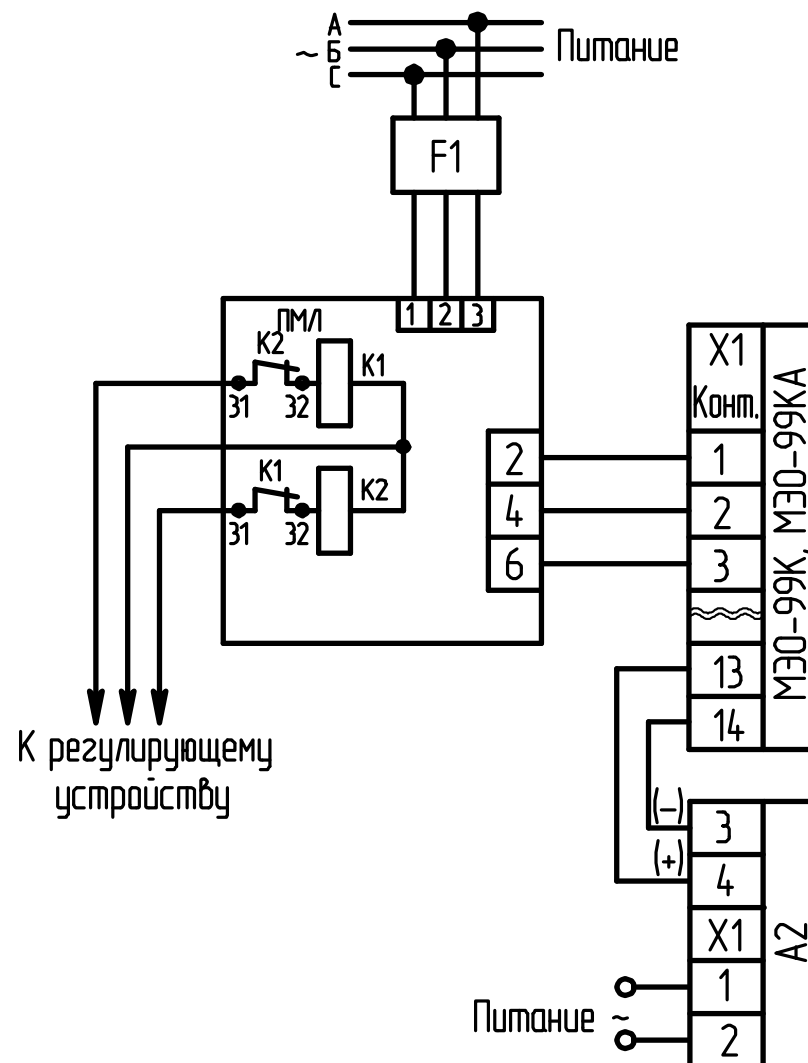 А
~ Б
С
Питание
F1
1 2 3
ПМЛ
К2
К1
31
32
К1
К2
31
32
2
4
6
Х1
Конт.
1
2
3
13
14
МЭО-99К, МЭО-99КА
К регулирующему
устройству
(-)
3
(+)
4
Х1
А2
1
Питание ~
2